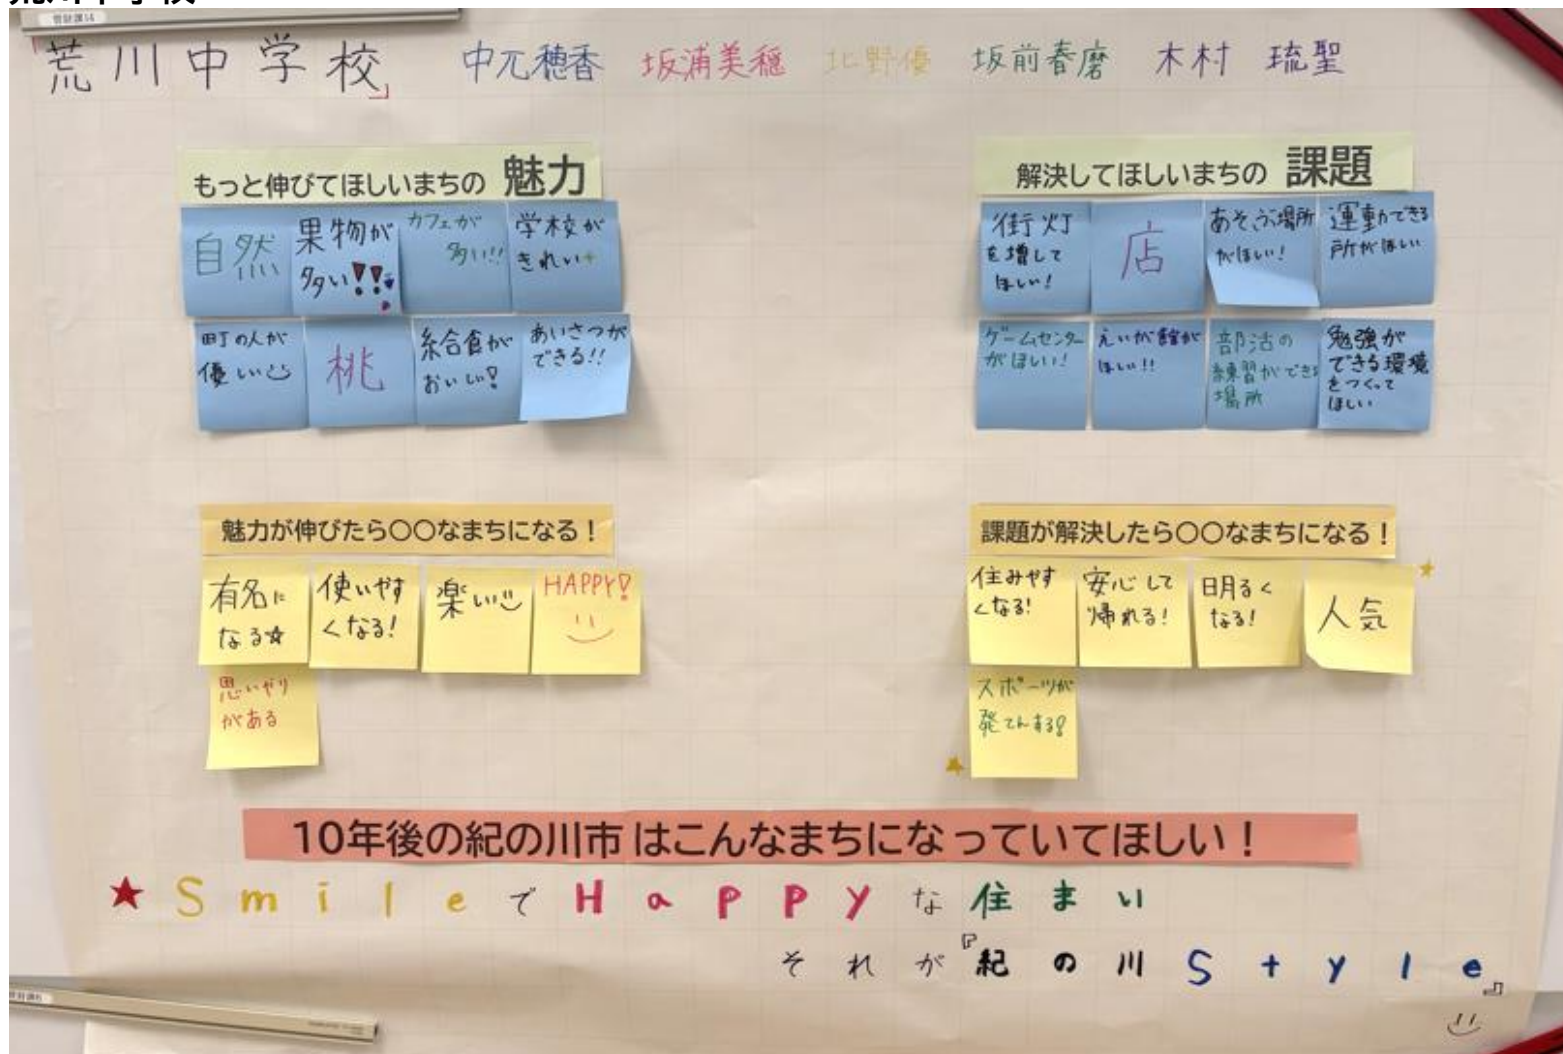 「荒川中学校」 中元穂香 坂浦美穏 北野優 坂前春磨 木村 琉聖
もっと伸びてほしいまちの 魅力
自然
果物が
多い!!
カフェが
多い!!
学校が
きれい
町の人が
優しい
桃
給食が
おいしい!
あいさつが
できる!!
解決してほしいまちの 課題
街灯
を増して
ほしい!
店
あそぶ場所
がほしい!
運動できる
所がほしい
ゲームセンター
がほしい!
えいが館が
ほしい!!
部活の
練習ができる
場所
勉強が
できる環境
をつくって
ほしい
魅力が伸びたら〇〇なまちになる!
有名に
なる☆
使いやす
くなる!
楽しい
HAPPY!
思いやり
がある
課題が解決したら〇〇なまちになる!
住みやす
くなる!
安心して
帰れる!
明るく
なる!
人気
スポーツが
発てんする!
10年後の紀の川市はこんなまちになっていてほしい!
★SmileでHappyな住まい
それが『紀の川Style』